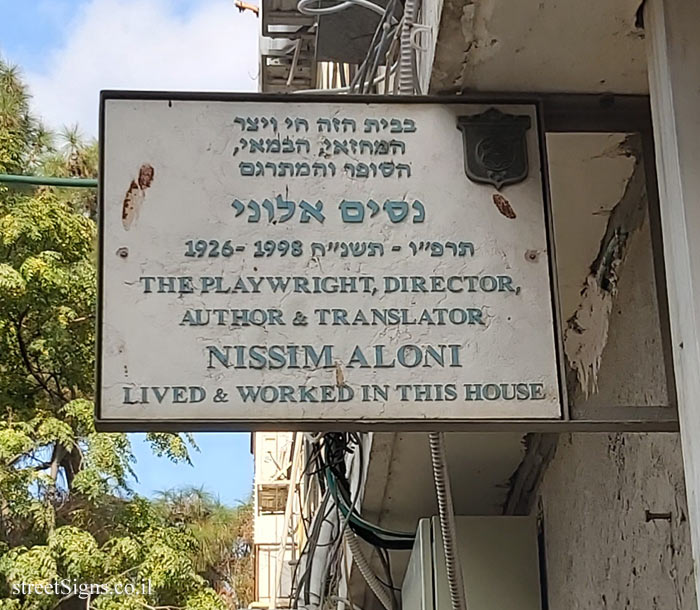 בבית הזה חי ויצר
המחזאי, הבמאי,
הסופר והמתרגם
נסים אלוני
תרפ״ו - תשנ״ח 1998 -1926
THE PLAYWRIGHT, DIRECTOR,
AUTHOR & TRANSLATOR
NISSIM ALONI
LIVED & WORKED IN THIS HOUSE
streetSigns.co.il